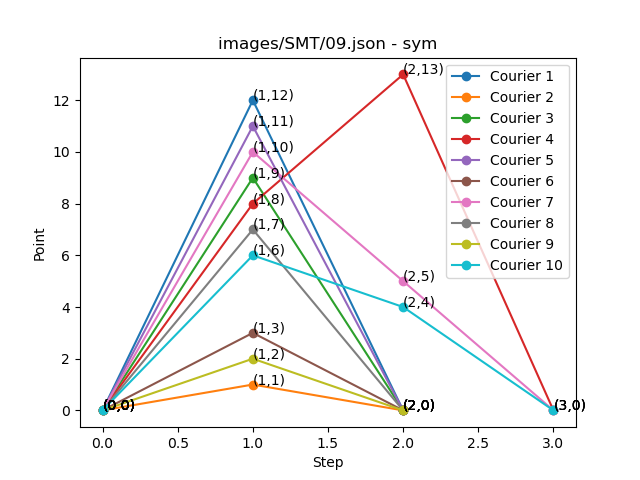 images/SMT/09.json - sym
(2,13)
(1,12)
(1,11)
(1,10)
(1,9)
(1,8)
(1,7)
(1,6)
(2,5)
(2,4)
(1,3)
(1,2)
(1,1)
(0,0)
(2,0)
(3,0)
Courier 1
Courier 2
Courier 3
Courier 4
Courier 5
Courier 6
Courier 7
Courier 8
Courier 9
Courier 10
12
10
8
6
4
2
0
Point
0.0 0.5 1.0 1.5 2.0 2.5 3.0
Step